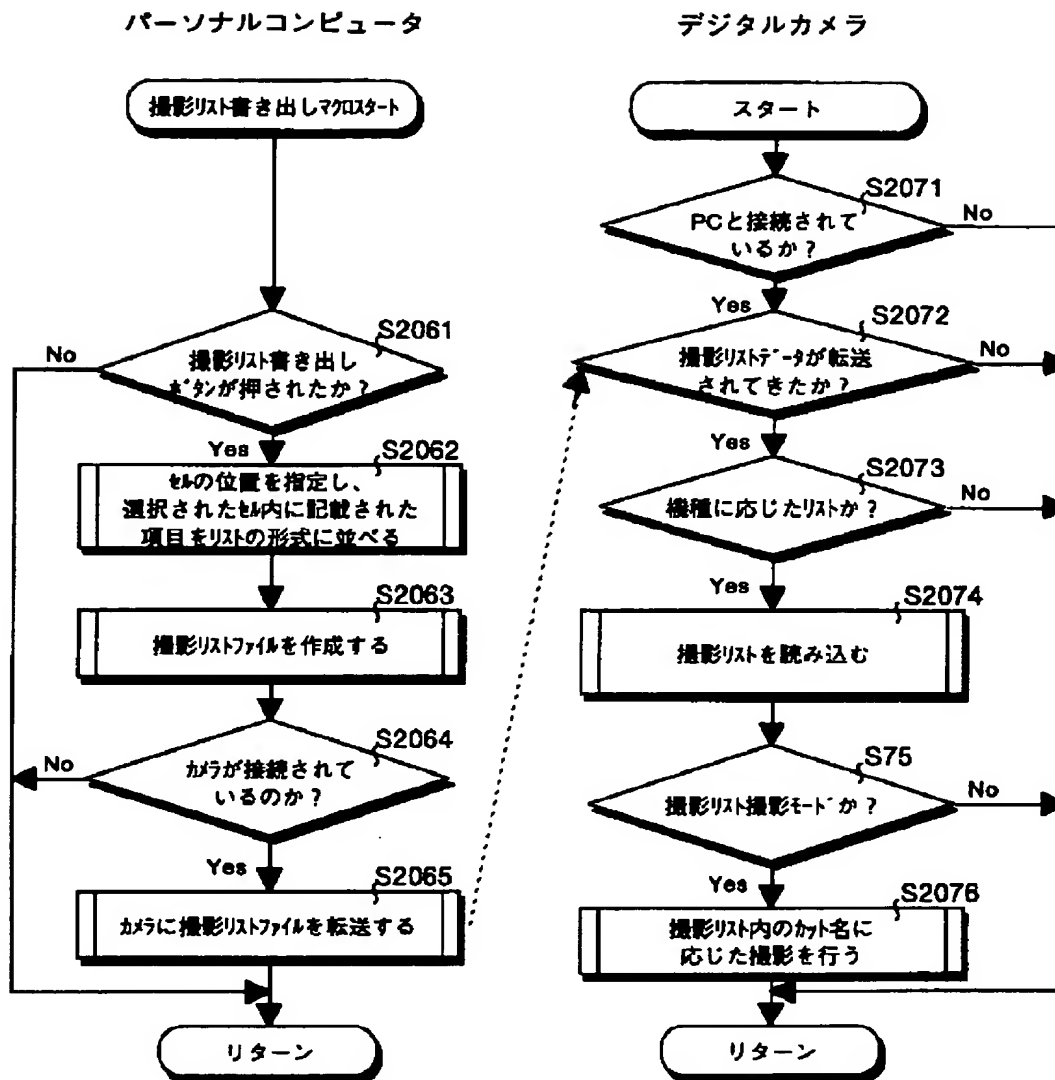 パーソナルコンピュータ
撮影リスト書き出しマクロスタート
S2061
撮影リスト書き出し
ボタンが押されたか？
No
Yes
S2062
セルの位置を指定し、
選択されたセル内に記載された
項目をリストの形式に並べる
S2063
撮影リストファイルを作成する
S2064
カメラが接続されて
いるのか？
No
Yes
S2065
カメラに撮影リストファイルを転送する
リターン
デジタルカメラ
スタート
S2071
PCと接続されて
いるか？
No
Yes
S2072
撮影リストデータが転送
されてきたか？
No
Yes
S2073
機種に応じたリストか？
No
Yes
S2074
撮影リストを読み込む
S75
撮影リスト撮影モードか？
No
Yes
S2076
撮影リスト内のカット名に
応じた撮影を行う
リターン